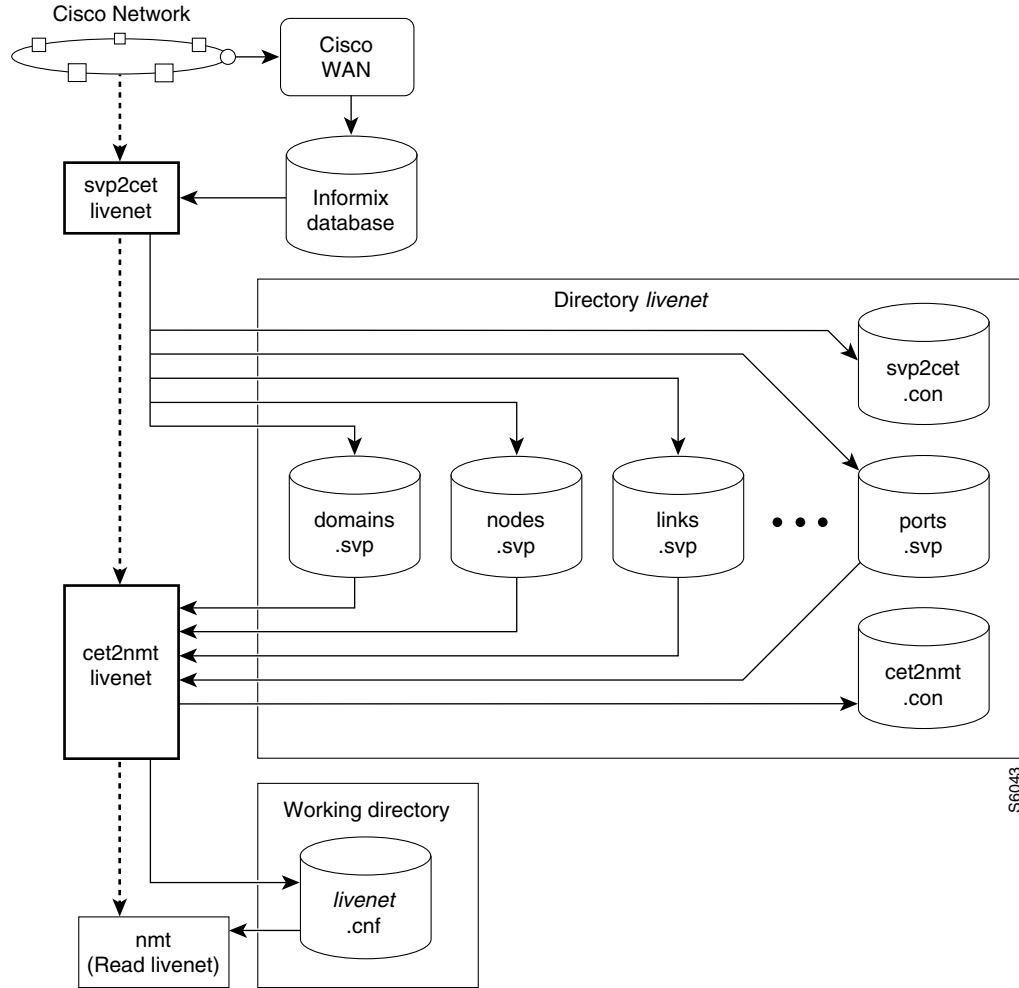 Cisco Network
Cisco
WAN
svp2cet
livenet
Informix
database
Directory livenet
svp2cet
.con
domains
.svp
nodes
.svp
links
.svp
ports
.svp
cet2nmt
livenet
cet2nmt
.con
S6043
Working directory
livenet
.cnf
nmt
(Read livenet)